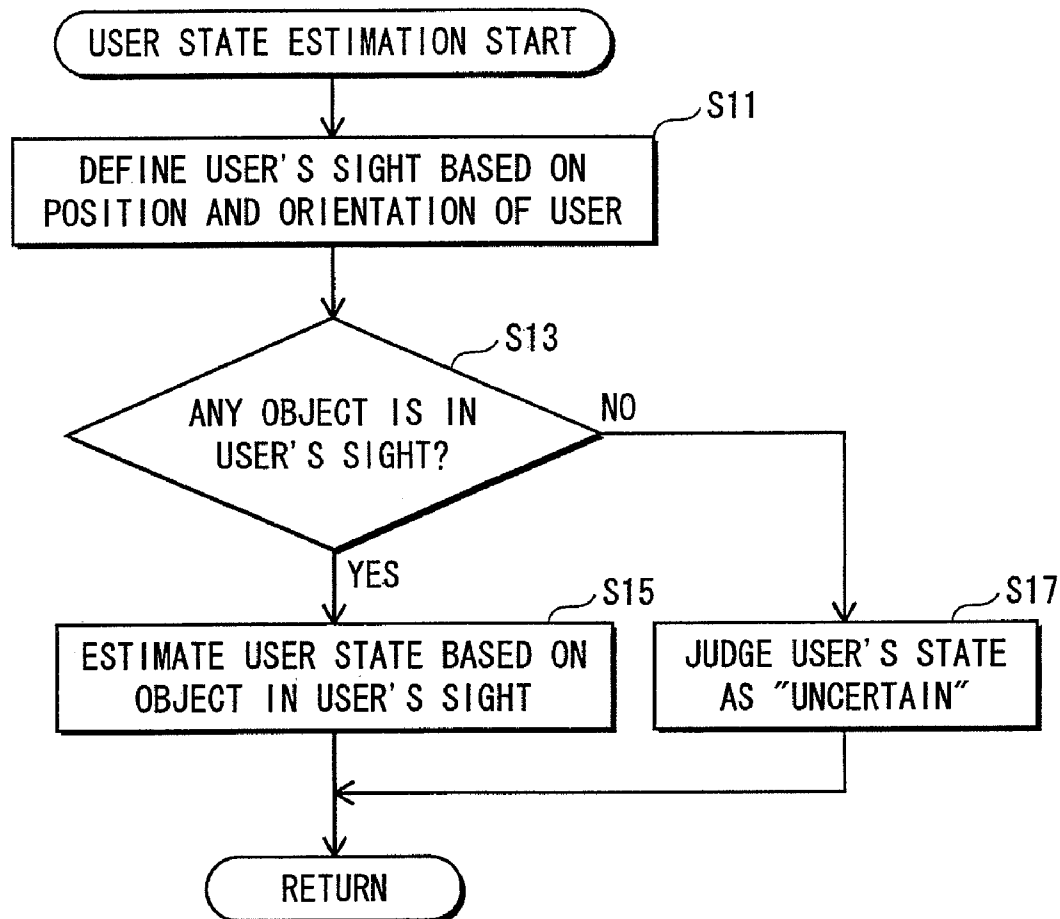 USER STATE ESTIMATION START
S11
DEFINE USER'S SIGHT BASED ON
POSITION AND ORIENTATION OF USER
S13
ANY OBJECT IS IN
USER'S SIGHT?
NO
YES
S15
ESTIMATE USER STATE BASED ON
OBJECT IN USER'S SIGHT
S17
JUDGE USER'S STATE
AS "UNCERTAIN"
RETURN